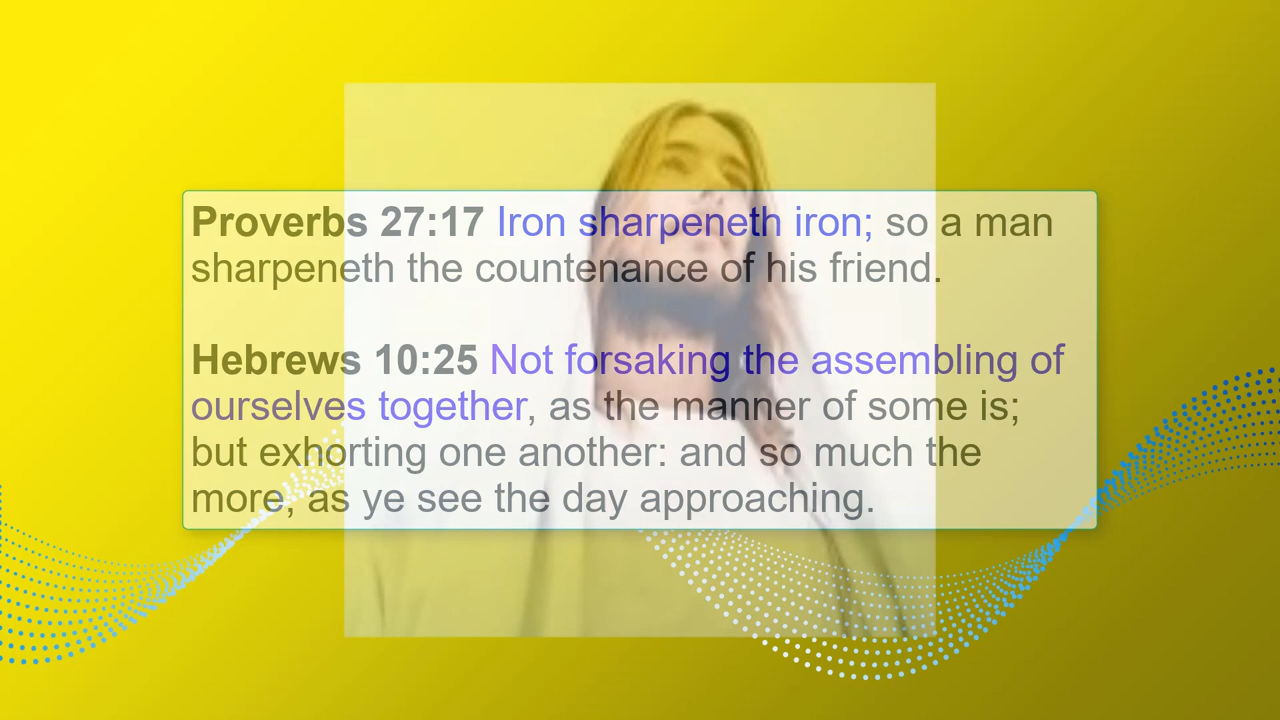 Proverbs 27:17 Iron sharpeneth iron; so a man
sharpeneth the countenance of his friend.
Hebrews 10:25 Not forsaking the assembling of
ourselves together, as the manner of some is;
but exhorting one another: and so much the
more, as ye see the day approaching.